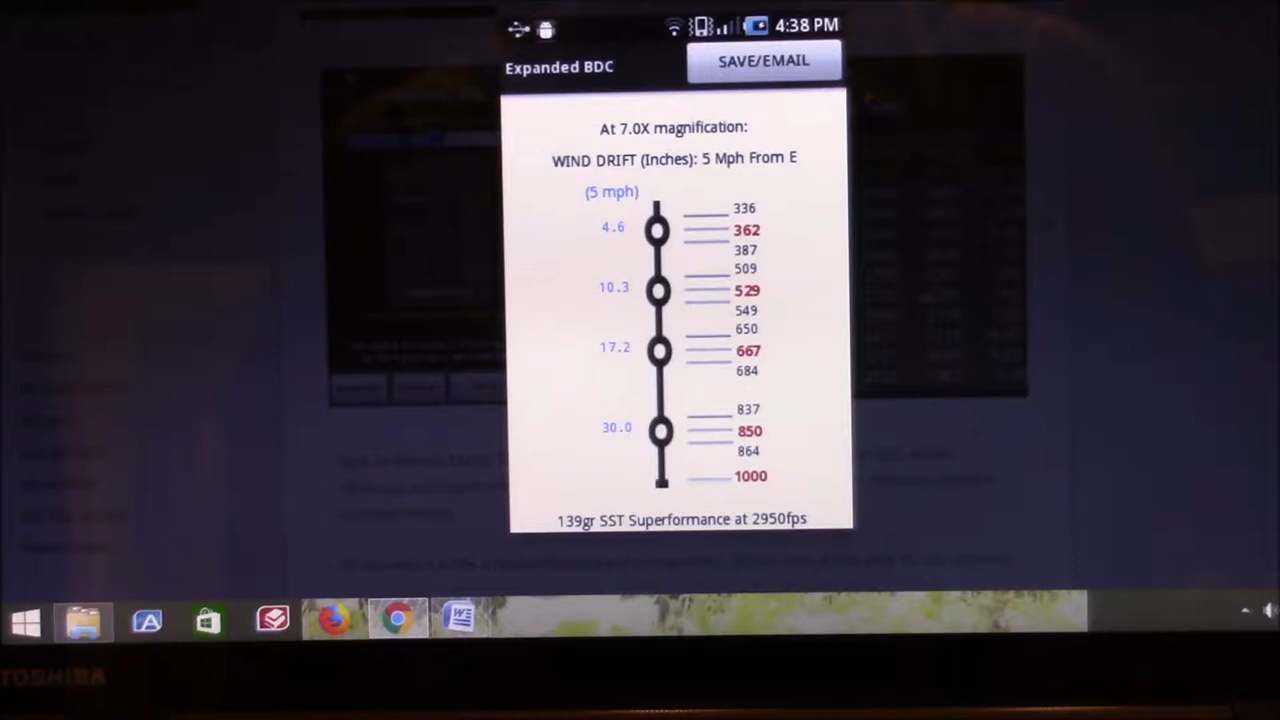 4:38 PM
Expanded BDC
SAVE/EMAIL
At 7.0X magnification:
WIND DRIFT (Inches): 5 Mph From E
(5 mph)
336
4.6 362
387
509
10.3 529
549
650
17.2 667
684
837
30.0 850
864
1000
139gr SST Superformance at 2950fps
TOSHIBA